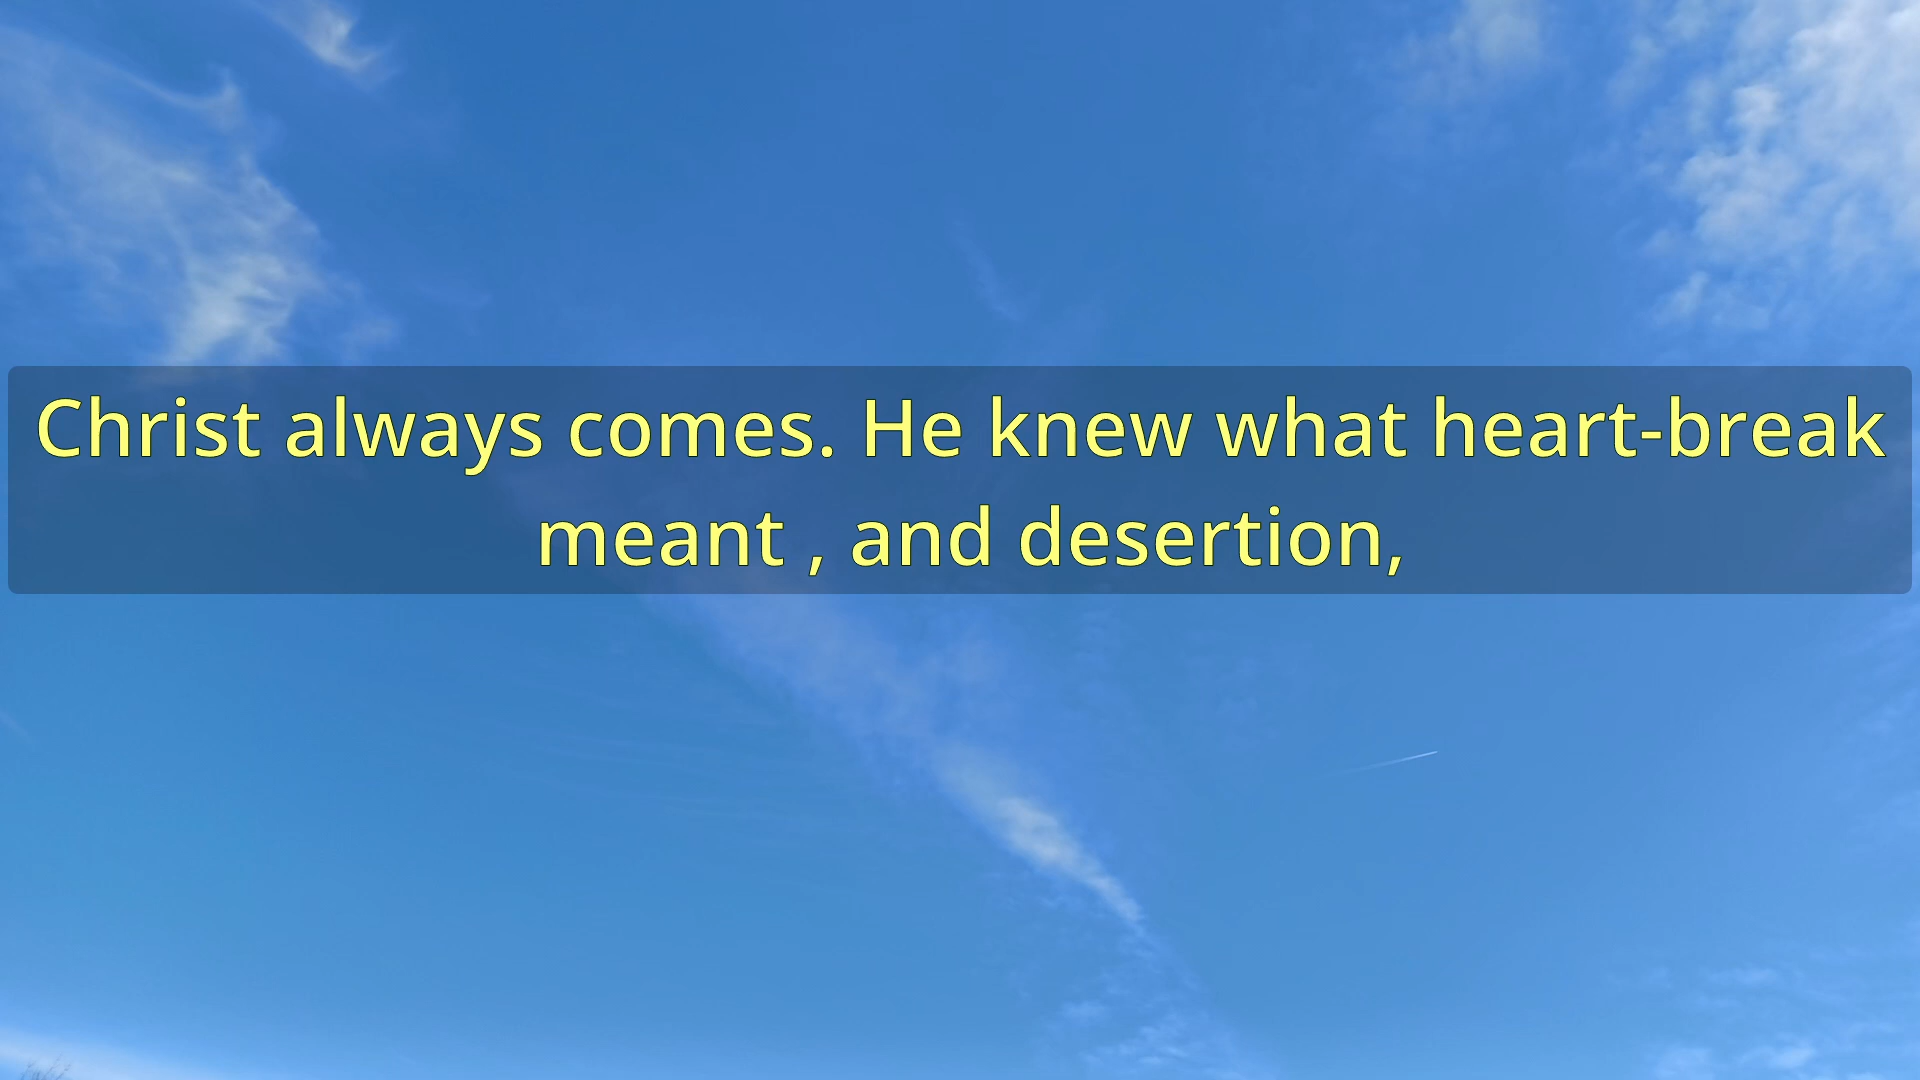 Christ always comes. He knew what heart-break
meant , and desertion,